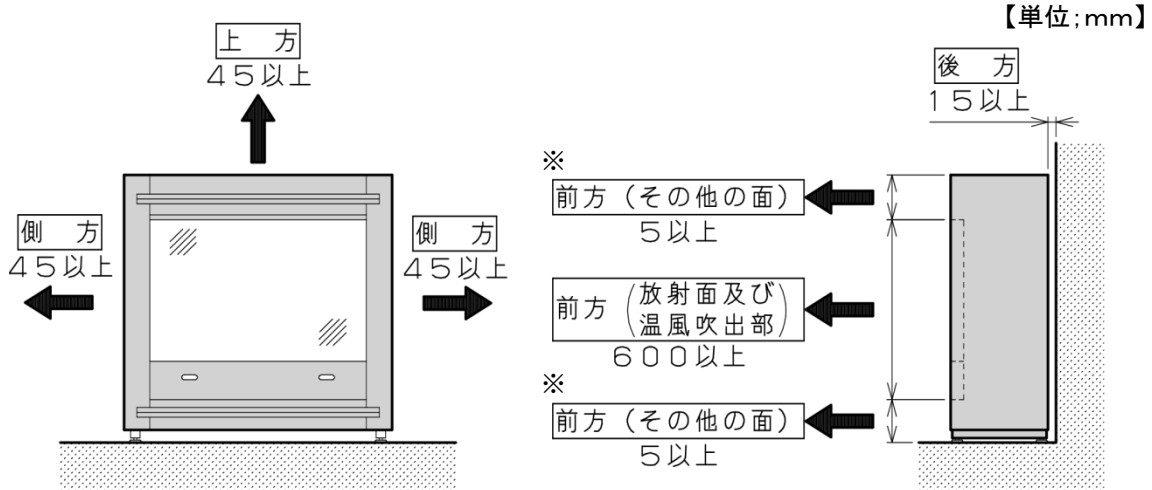 【単位;mm】
上　方
４５以上
側　方
４５以上
側　方
４５以上
後　方
１５以上
※
前方（その他の面）
５以上
前方（放射面及び
温風吹出部）
６００以上
※
前方（その他の面）
５以上